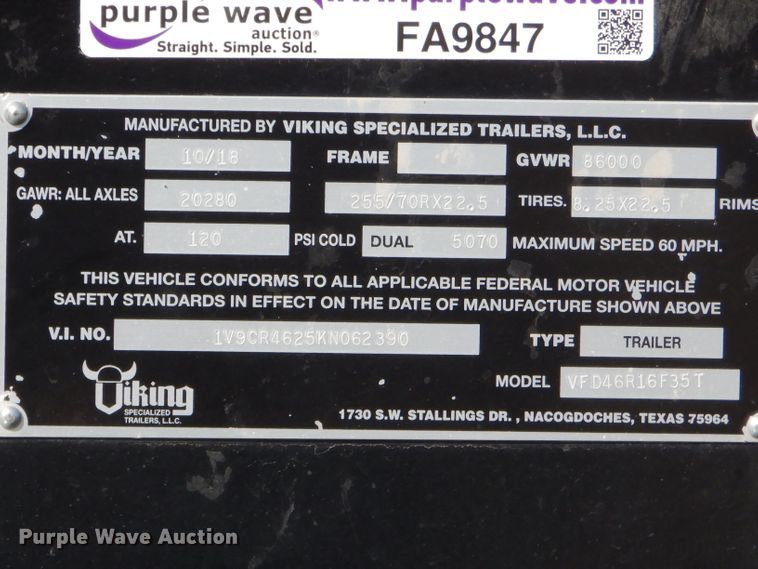 purple wave
auction®
Straight. Simple. Sold.
www.purplewave.com
FA9847
MANUFACTURED BY VIKING SPECIALIZED TRAILERS, L.L.C.
MONTH/YEAR 10/18 FRAME GVWR 86000
GAWR: ALL AXLES 20280 255/70RX22.5 TIRES. 8.25X22.5 RIMS
AT. 120 PSI COLD DUAL 5070 MAXIMUM SPEED 60 MPH.
THIS VEHICLE CONFORMS TO ALL APPLICABLE FEDERAL MOTOR VEHICLE
SAFETY STANDARDS IN EFFECT ON THE DATE OF MANUFACTURE SHOWN ABOVE
V.I. NO. 1V9CR4625KN062390 TYPE TRAILER
MODEL VFD46R16F35T
Viking
SPECIALIZED
TRAILERS, L.L.C.
1730 S.W. STALLINGS DR. , NACOGDOCHES, TEXAS 75964
Purple Wave Auction